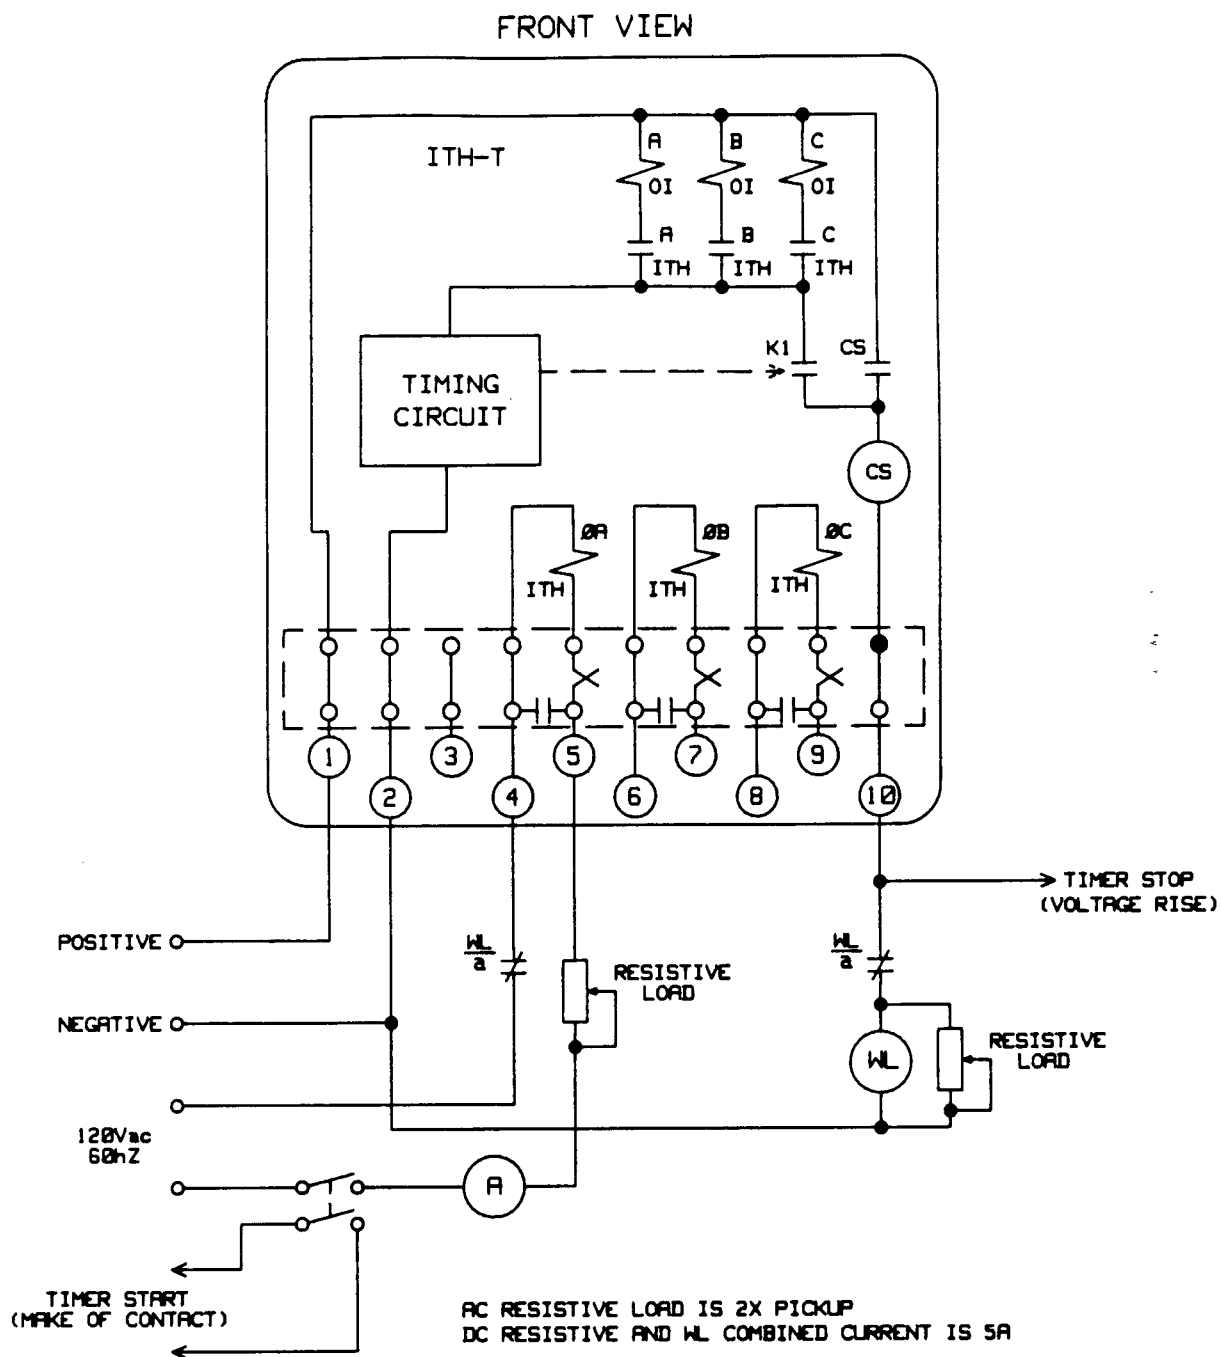 FRONT VIEW
ITH-T
A
B
C
OI
OI
OI
A
B
C
ITH
ITH
ITH
K1
CS
TIMING
CIRCUIT
CS
ØA
ØB
ØC
ITH
ITH
ITH
1
3
5
7
9
2
4
6
8
10
TIMER STOP
(VOLTAGE RISE)
POSITIVE
WL
a
RESISTIVE
LOAD
WL
a
NEGATIVE
WL
RESISTIVE
LOAD
120Vac
60hZ
A
TIMER START
(MAKE OF CONTACT)
AC RESISTIVE LOAD IS 2X PICKUP
DC RESISTIVE AND WL COMBINED CURRENT IS 5A